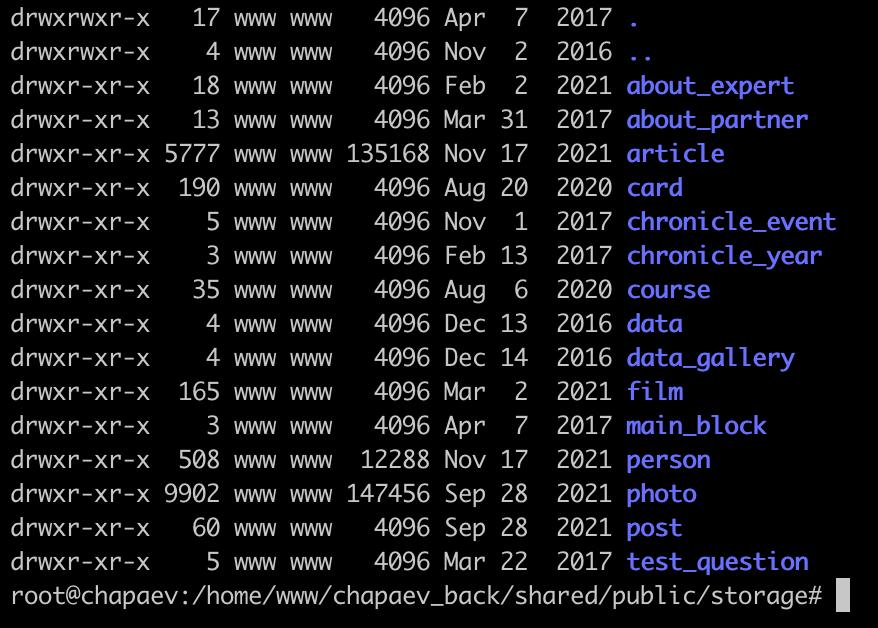 drwxrwxr-x   17 www www   4096 Apr  7  2017 .
drwxrwxr-x    4 www www   4096 Nov  2  2016 ..
drwxr-xr-x   18 www www   4096 Feb  2  2021 about_expert
drwxr-xr-x   13 www www   4096 Mar 31  2017 about_partner
drwxr-xr-x 5777 www www 135168 Nov 17  2021 article
drwxr-xr-x  190 www www   4096 Aug 20  2020 card
drwxr-xr-x    5 www www   4096 Nov  1  2017 chronicle_event
drwxr-xr-x    3 www www   4096 Feb 13  2017 chronicle_year
drwxr-xr-x   35 www www   4096 Aug  6  2020 course
drwxr-xr-x    4 www www   4096 Dec 13  2016 data
drwxr-xr-x    4 www www   4096 Dec 14  2016 data_gallery
drwxr-xr-x  165 www www   4096 Mar  2  2021 film
drwxr-xr-x    3 www www   4096 Apr  7  2017 main_block
drwxr-xr-x  508 www www  12288 Nov 17  2021 person
drwxr-xr-x 9902 www www 147456 Sep 28  2021 photo
drwxr-xr-x   60 www www   4096 Sep 28  2021 post
drwxr-xr-x    5 www www   4096 Mar 22  2017 test_question
root@chapaev:/home/www/chapaev_back/shared/public/storage#